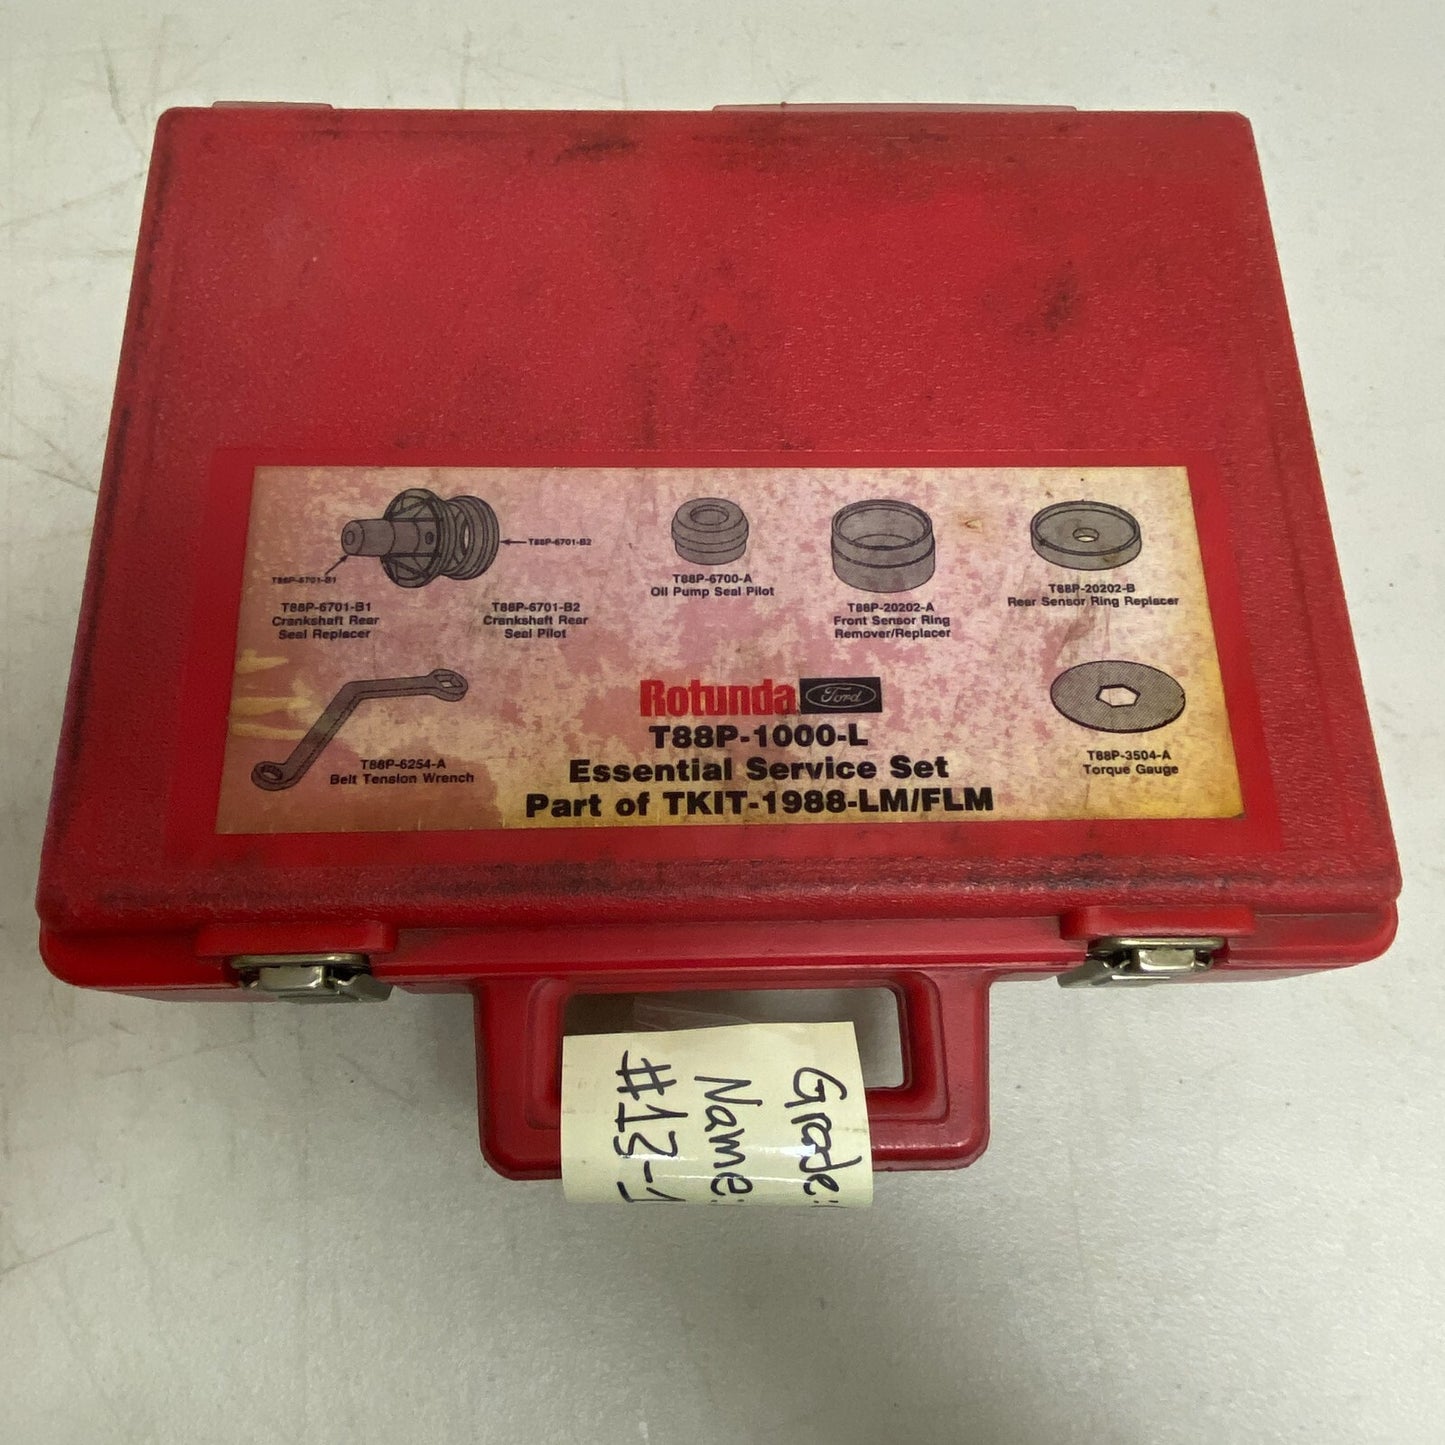 T88P-6701-B2
T88P-6701-B1
T88P-6701-B1
Crankshaft Rear
Seal Replacer
T88P-6701-B2
Crankshaft Rear
Seal Pilot
T88P-6700-A
Oil Pump Seal Pilot
T88P-20202-A
Front Sensor Ring
Remover/Replacer
T88P-20202-B
Rear Sensor Ring Replacer
T88P-6254-A
Belt Tension Wrench
Rotunda Ford
T88P-1000-L
Essential Service Set
Part of TKIT-1988-LM/FLM
T88P-3504-A
Torque Gauge
Grade:
Name:
#13-1